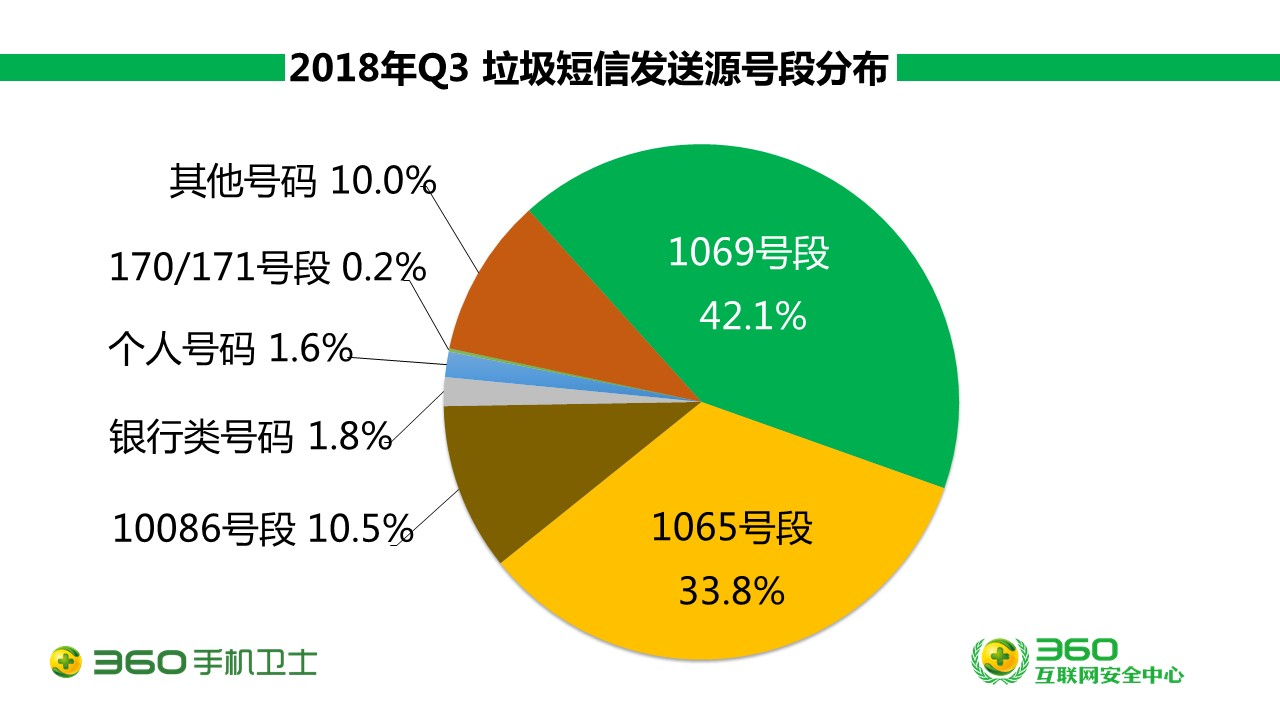 2018年Q3 垃圾短信发送源号段分布
其他号码 10.0%
170/171号段 0.2%
个人号码 1.6%
银行类号码 1.8%
10086号段 10.5%
1069号段
42.1%
1065号段
33.8%
360手机卫士
360
互联网安全中心